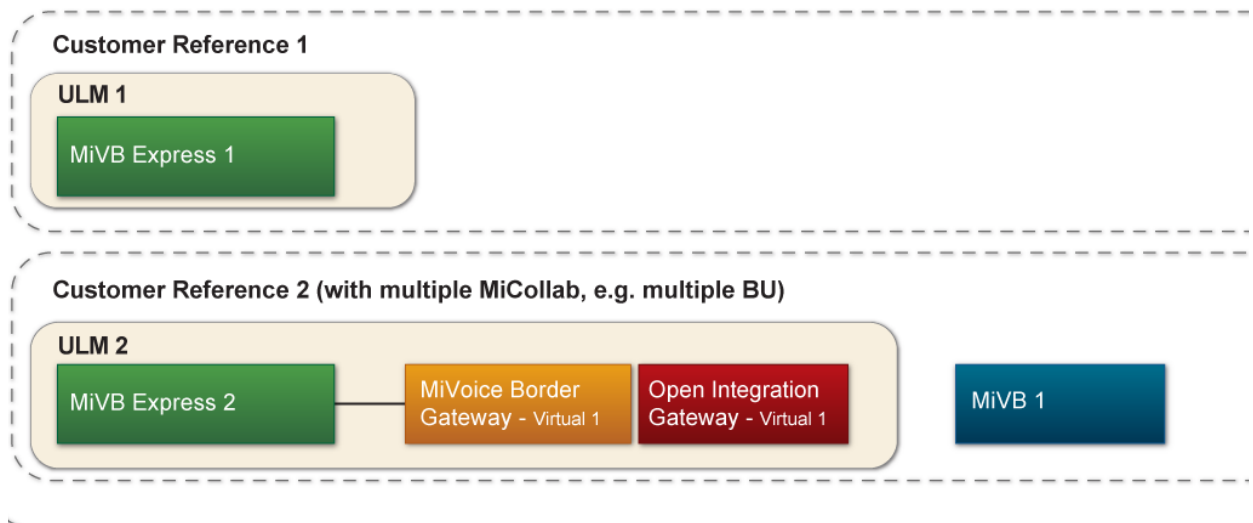 Customer Reference 1
ULM 1
MiVB Express 1
Customer Reference 2 (with multiple MiCollab, e.g. multiple BU)
ULM 2
MiVB Express 2
MiVoice Border
Gateway - Virtual 1
Open Integration
Gateway - Virtual 1
MiVB 1